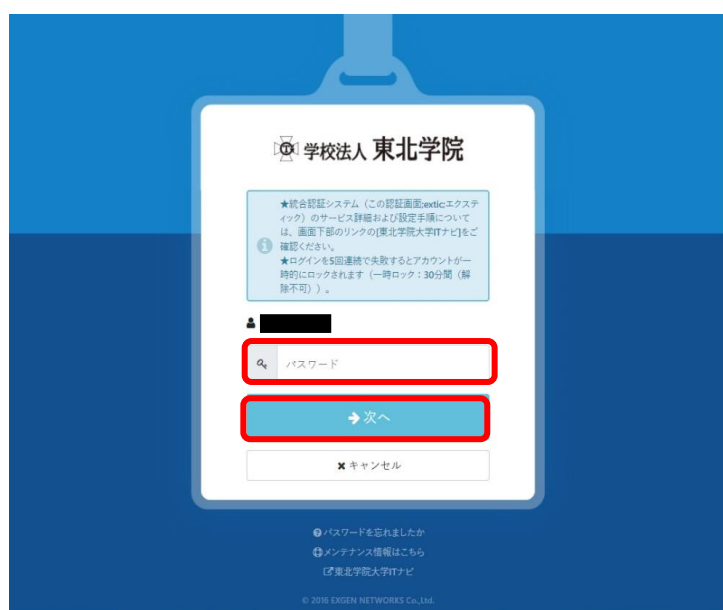 学校法人 東北学院
★統合認証システム（この認証画面;extic:エクステ
ィック）のサービス詳細および設定手順について
は、画面下部のリンクの[東北学院大学ITナビ]をご
確認ください。
★ログインを5回連続で失敗するとアカウントが一
時的にロックされます（一時ロック：30分間（解
除不可））。
パスワード
次へ
キャンセル
パスワードを忘れましたか
メンテナンス情報はこちら
東北学院大学ITナビ
© 2016 EXGEN NETWORKS Co.,Ltd.